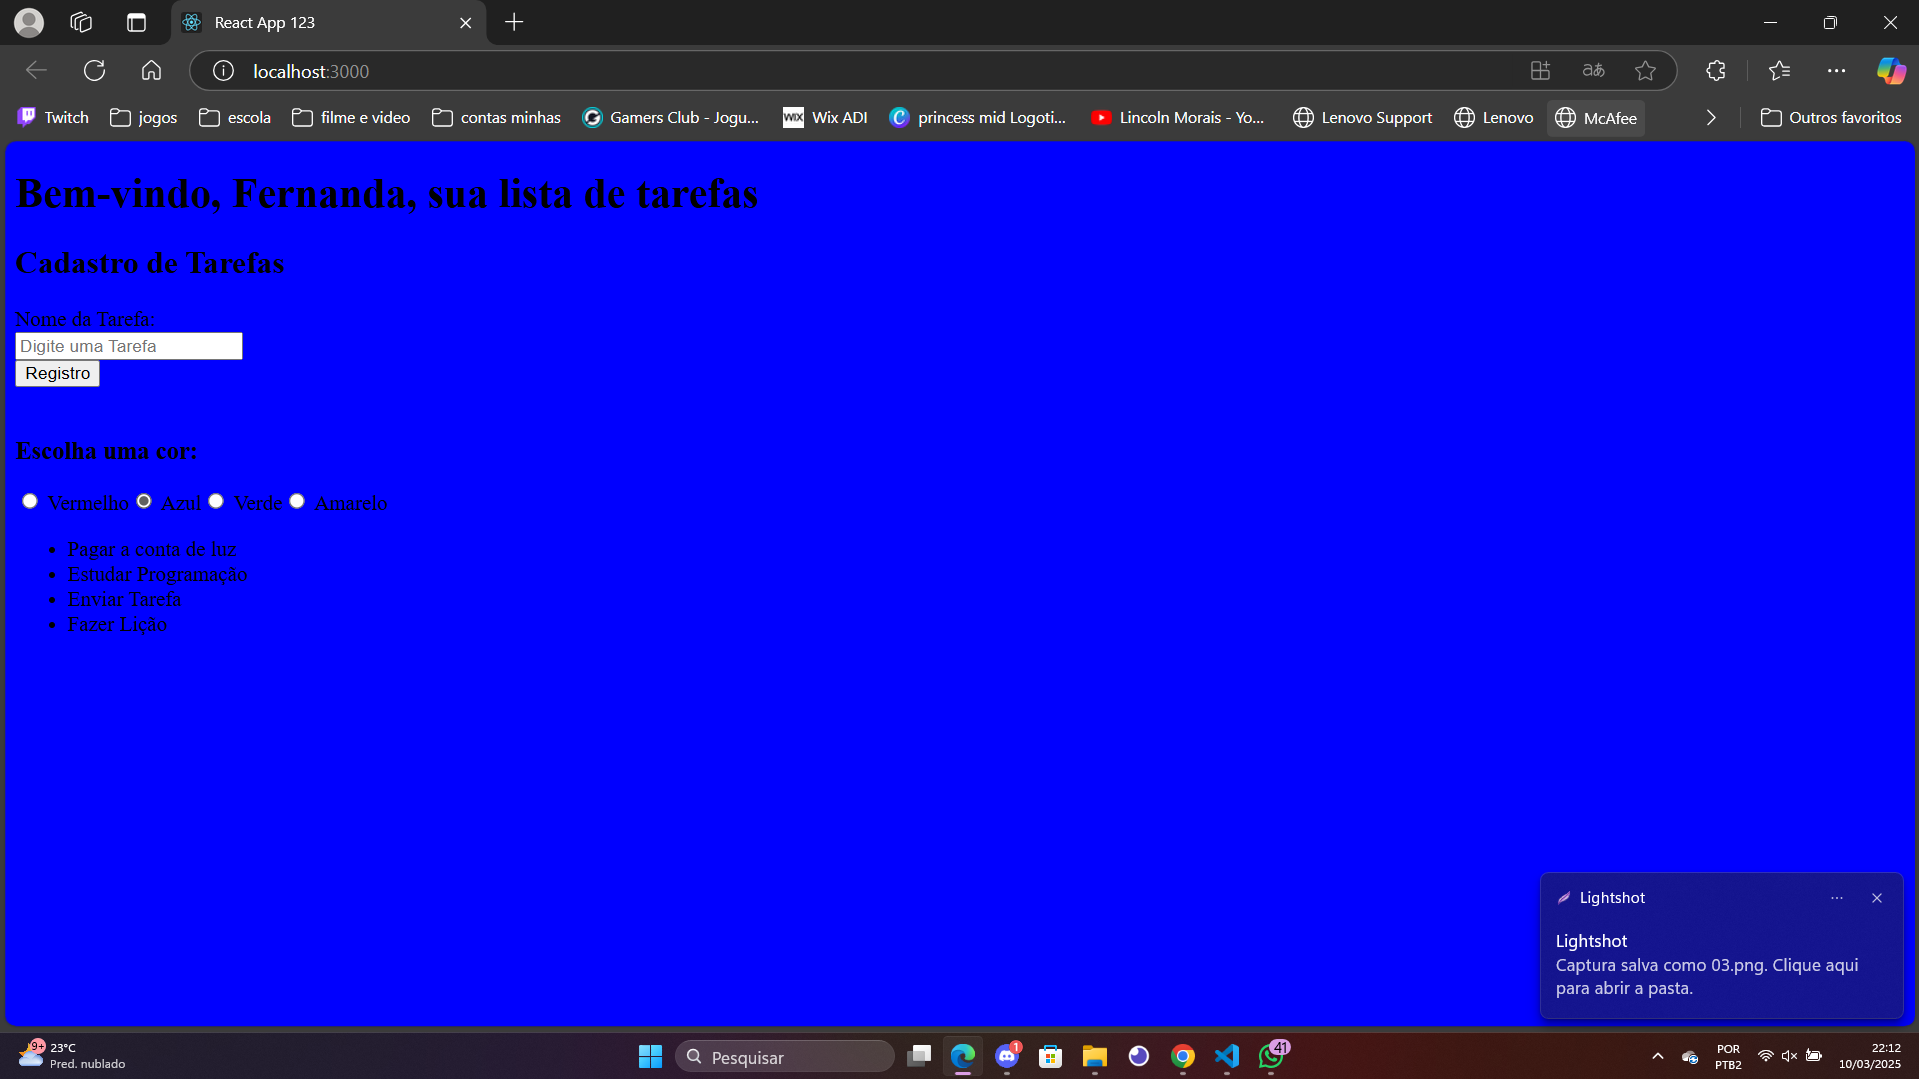 React App 123
localhost:3000
Twitch
jogos
escola
filme e video
contas minhas
Gamers Club - Jogu...
WIX
Wix ADI
princess mid Logoti...
Lincoln Morais - Yo...
Lenovo Support
Lenovo
McAfee
Outros favoritos
Bem-vindo, Fernanda, sua lista de tarefas
Cadastro de Tarefas
Nome da Tarefa:
Digite uma Tarefa
Registro
Escolha uma cor:
Vermelho Azul Verde Amarelo
Pagar a conta de luz
Estudar Programação
Enviar Tarefa
Fazer Lição
Lightshot
Lightshot
Captura salva como 03.png. Clique aqui
para abrir a pasta.
9+
23°C
Pred. nublado
Pesquisar
1
41
POR
PTB2
22:12
10/03/2025